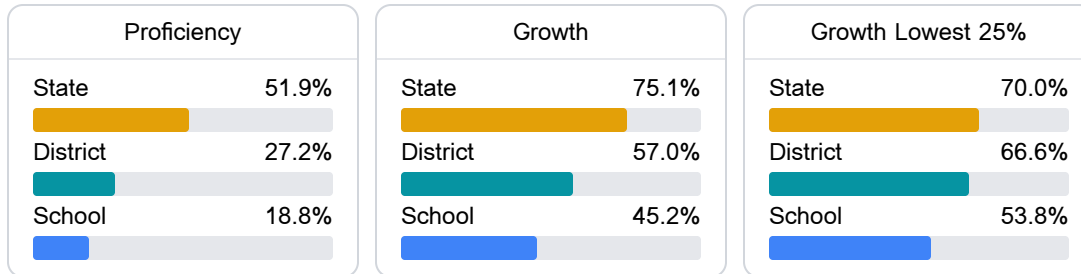 Proficiency
State 51.9%
District 27.2%
School 18.8%
Growth
State 75.1%
District 57.0%
School 45.2%
Growth Lowest 25%
State 70.0%
District 66.6%
School 53.8%